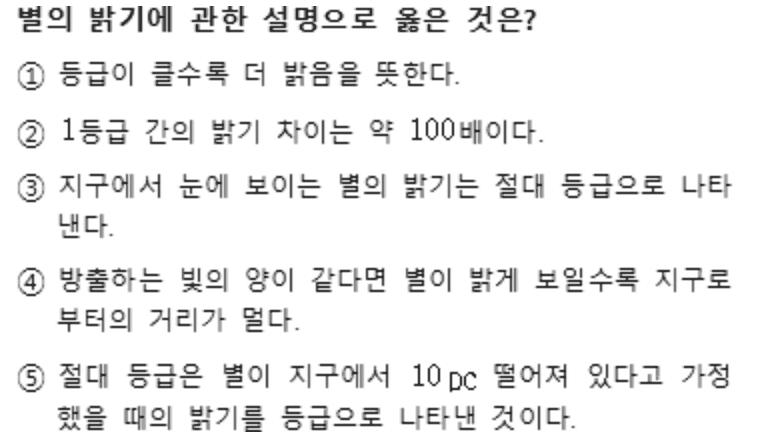 별의 밝기에 관한 설명으로 옳은 것은?
① 등급이 클수록 더 밝음을 뜻한다.
② 1등급 간의 밝기 차이는 약 100배이다.
③ 지구에서 눈에 보이는 별의 밝기는 절대 등급으로 나타
낸다.
④ 방출하는 빛의 양이 같다면 별이 밝게 보일수록 지구로
부터의 거리가 멀다.
⑤ 절대 등급은 별이 지구에서 10 pc 떨어져 있다고 가정
했을 때의 밝기를 등급으로 나타낸 것이다.